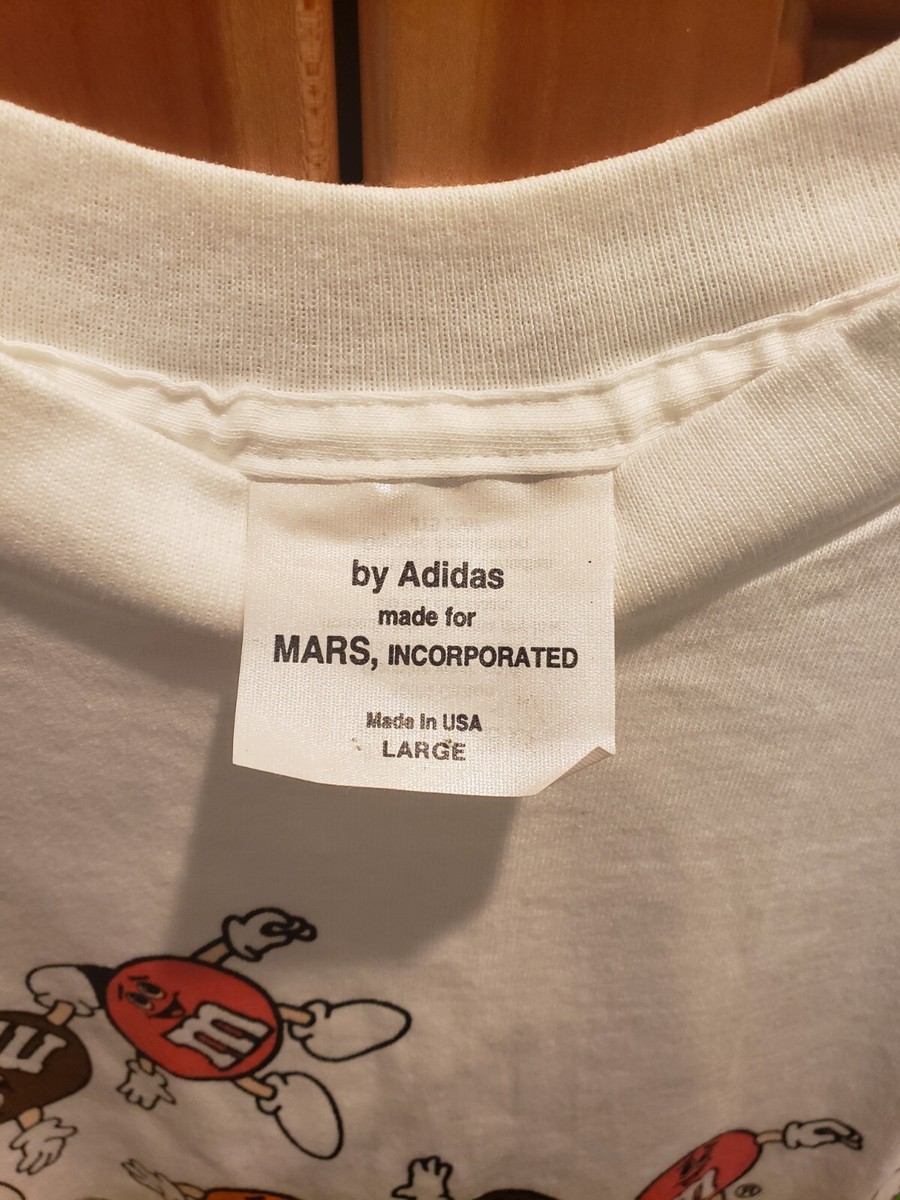 by Adidas
made for
MARS, INCORPORATED
Made In USA
LARGE
m
m
®